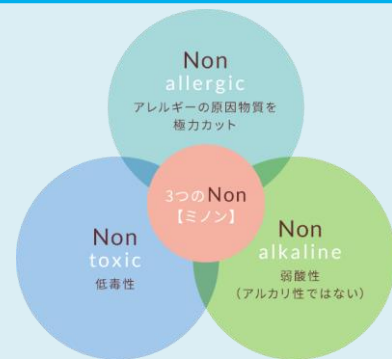 Non
allergic
アレルギーの原因物質を
極力カット
3つのNon
【ミノン】
Non
toxic
低毒性
Non
alkaline
弱酸性
（アルカリ性ではない）